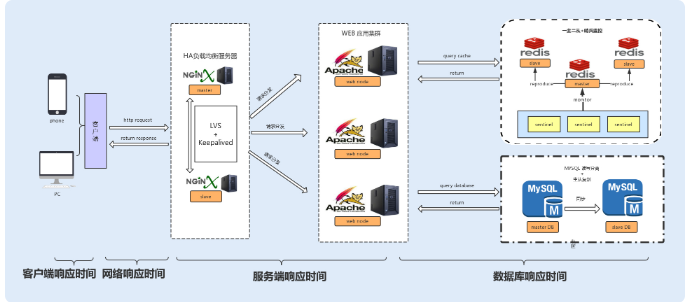 HA负载均衡服务器
WEB 应用集群
一主二从+哨兵监控
phone
PC
客户端
http request
return response
NGINX
master
LVS
+
Keepalived
NGINX
slave
请求分发
请求分发
请求分发
Apache
web node
Apache
web node
Apache
web node
query cache
return
query database
return
redis
slave
redis
slave
redis
master
reproduce
reproduce
monitor
sentinel
sentinel
sentinel
MySQL 读写分离
+
主从复制
MySQL
master DB
同步
MySQL
slave DB
客户端响应时间
网络响应时间
服务端响应时间
数据库响应时间